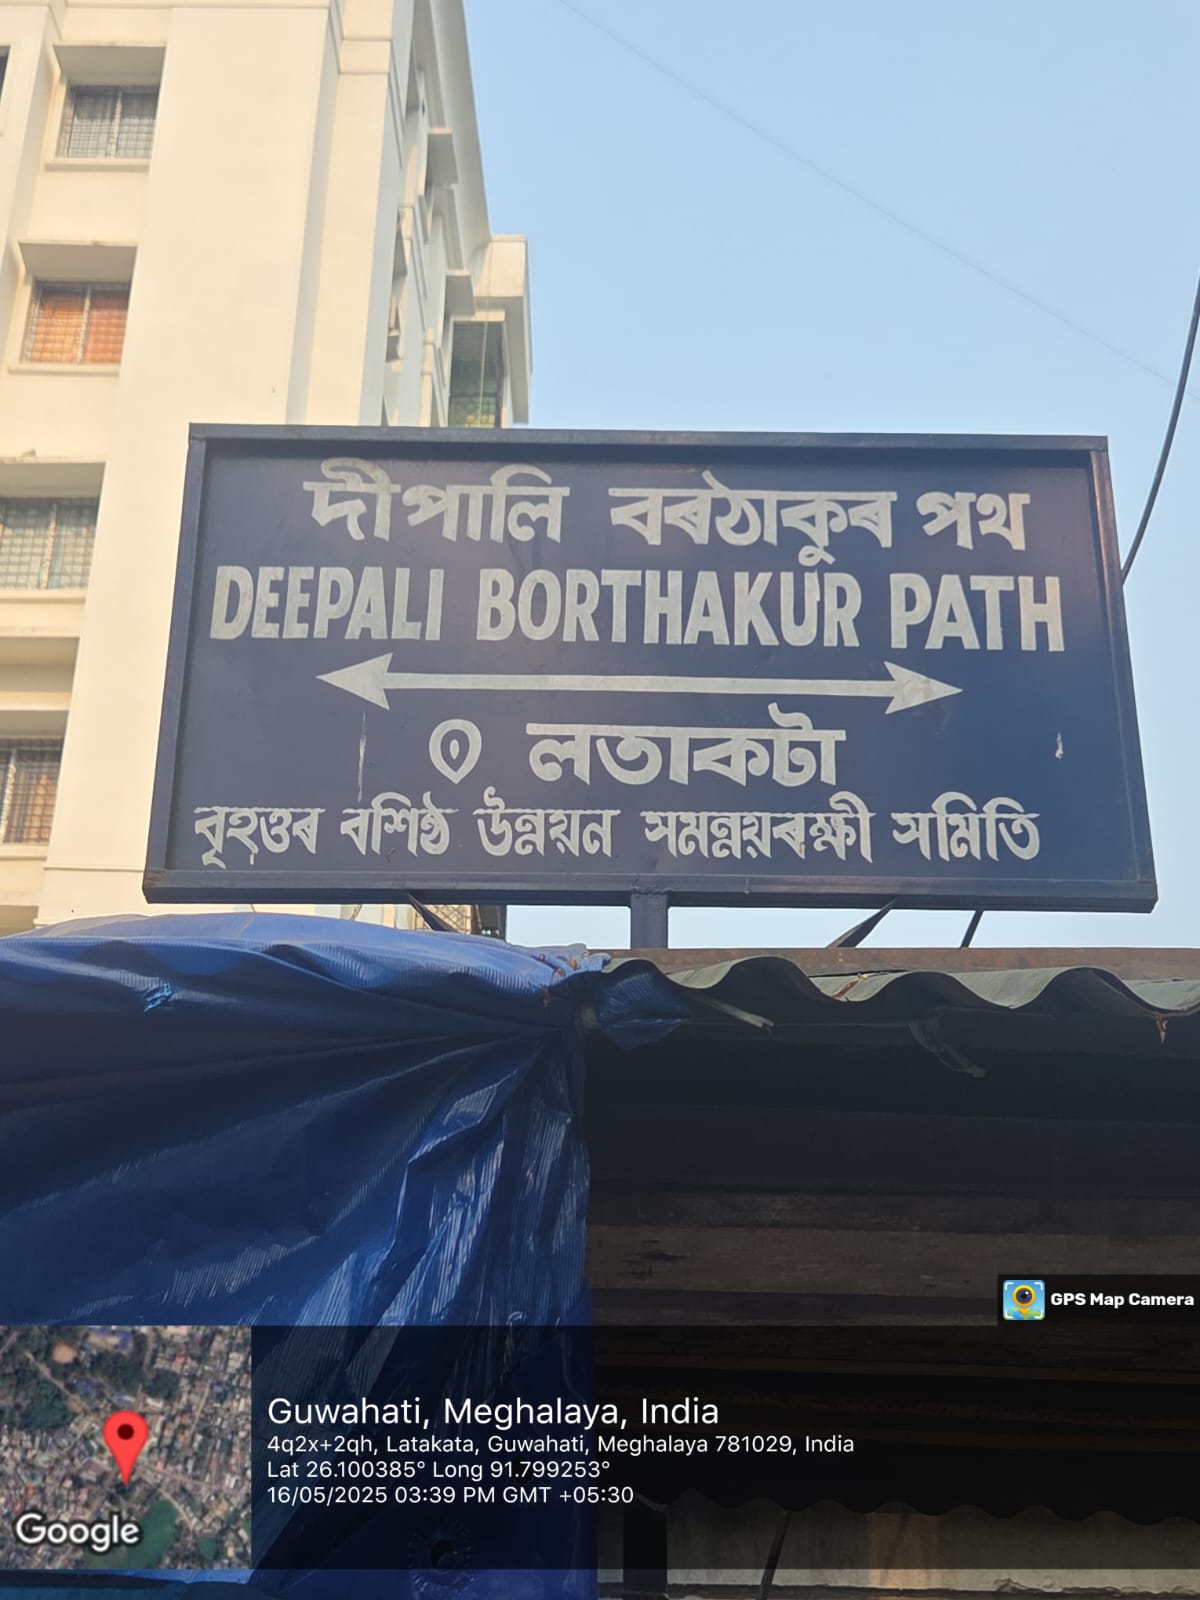 দীপালি বৰঠাকুৰ পথ
DEEPALI BORTHAKUR PATH
লতাকটা
বৃহত্তৰ বশিষ্ঠ উন্নয়ন সমন্নয়ৰক্ষী সমিতি
GPS Map Camera
Guwahati, Meghalaya, India
4q2x+2qh, Latakata, Guwahati, Meghalaya 781029, India
Lat 26.100385° Long 91.799253°
16/05/2025 03:39 PM GMT +05:30
Google